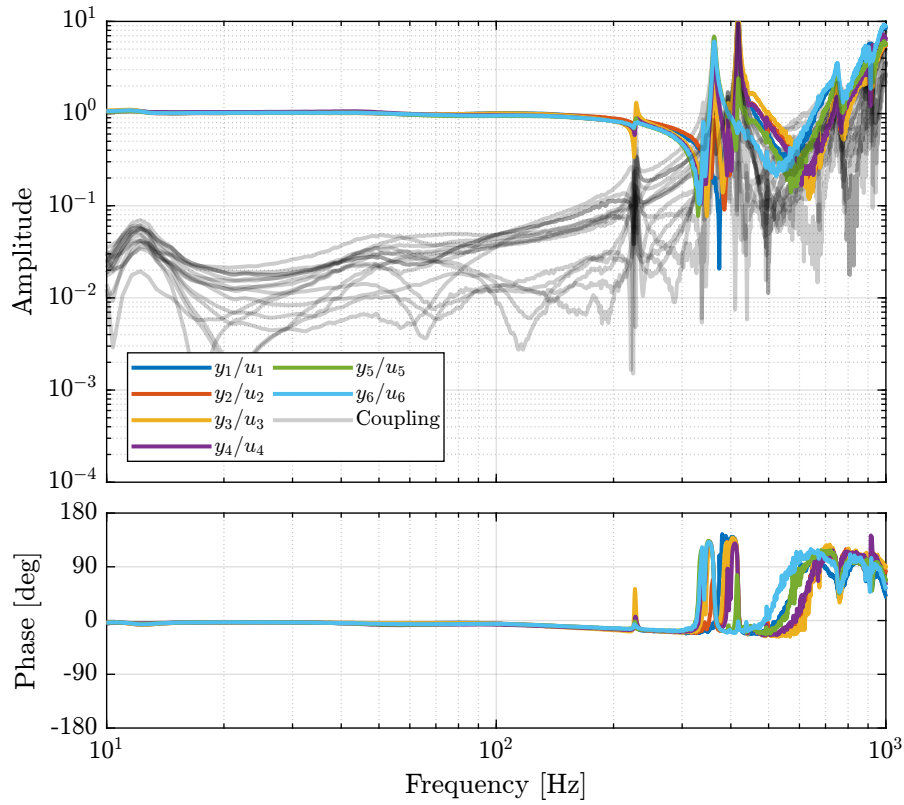 10^1
10^0
10^-1
10^-2
10^-3
10^-4
Amplitude
y_1/u_1
y_2/u_2
y_3/u_3
y_4/u_4
y_5/u_5
y_6/u_6
Coupling
180
90
0
-90
-180
Phase [deg]
10^1
10^2
10^3
Frequency [Hz]